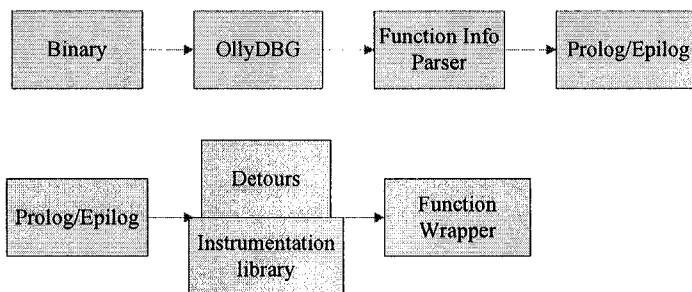 Binary
OllyDBG
Function Info
Parser
Prolog/Epilog
Prolog/Epilog
Detours
Instrumentation
library
Function
Wrapper